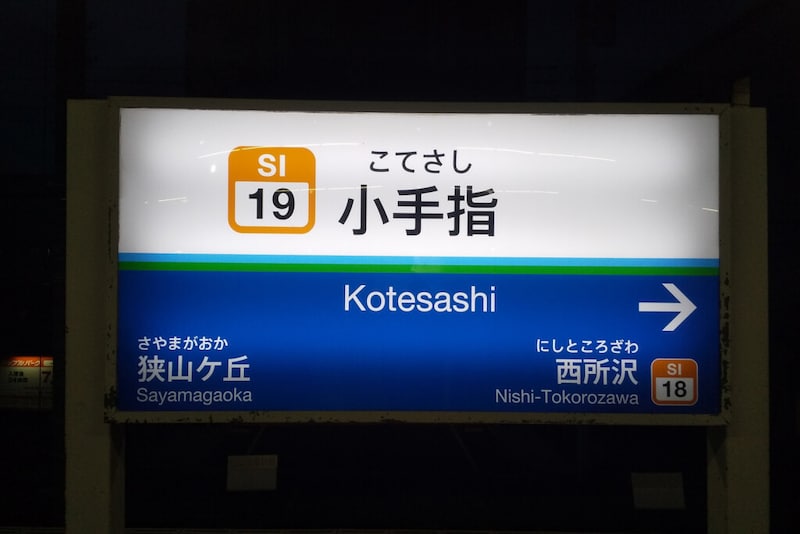 SI
19
こてさし
小手指
Kotesashi
さやまがおか
狭山ケ丘
Sayamagaoka
にしところざわ
西所沢
Nishi-Tokorozawa
SI
18